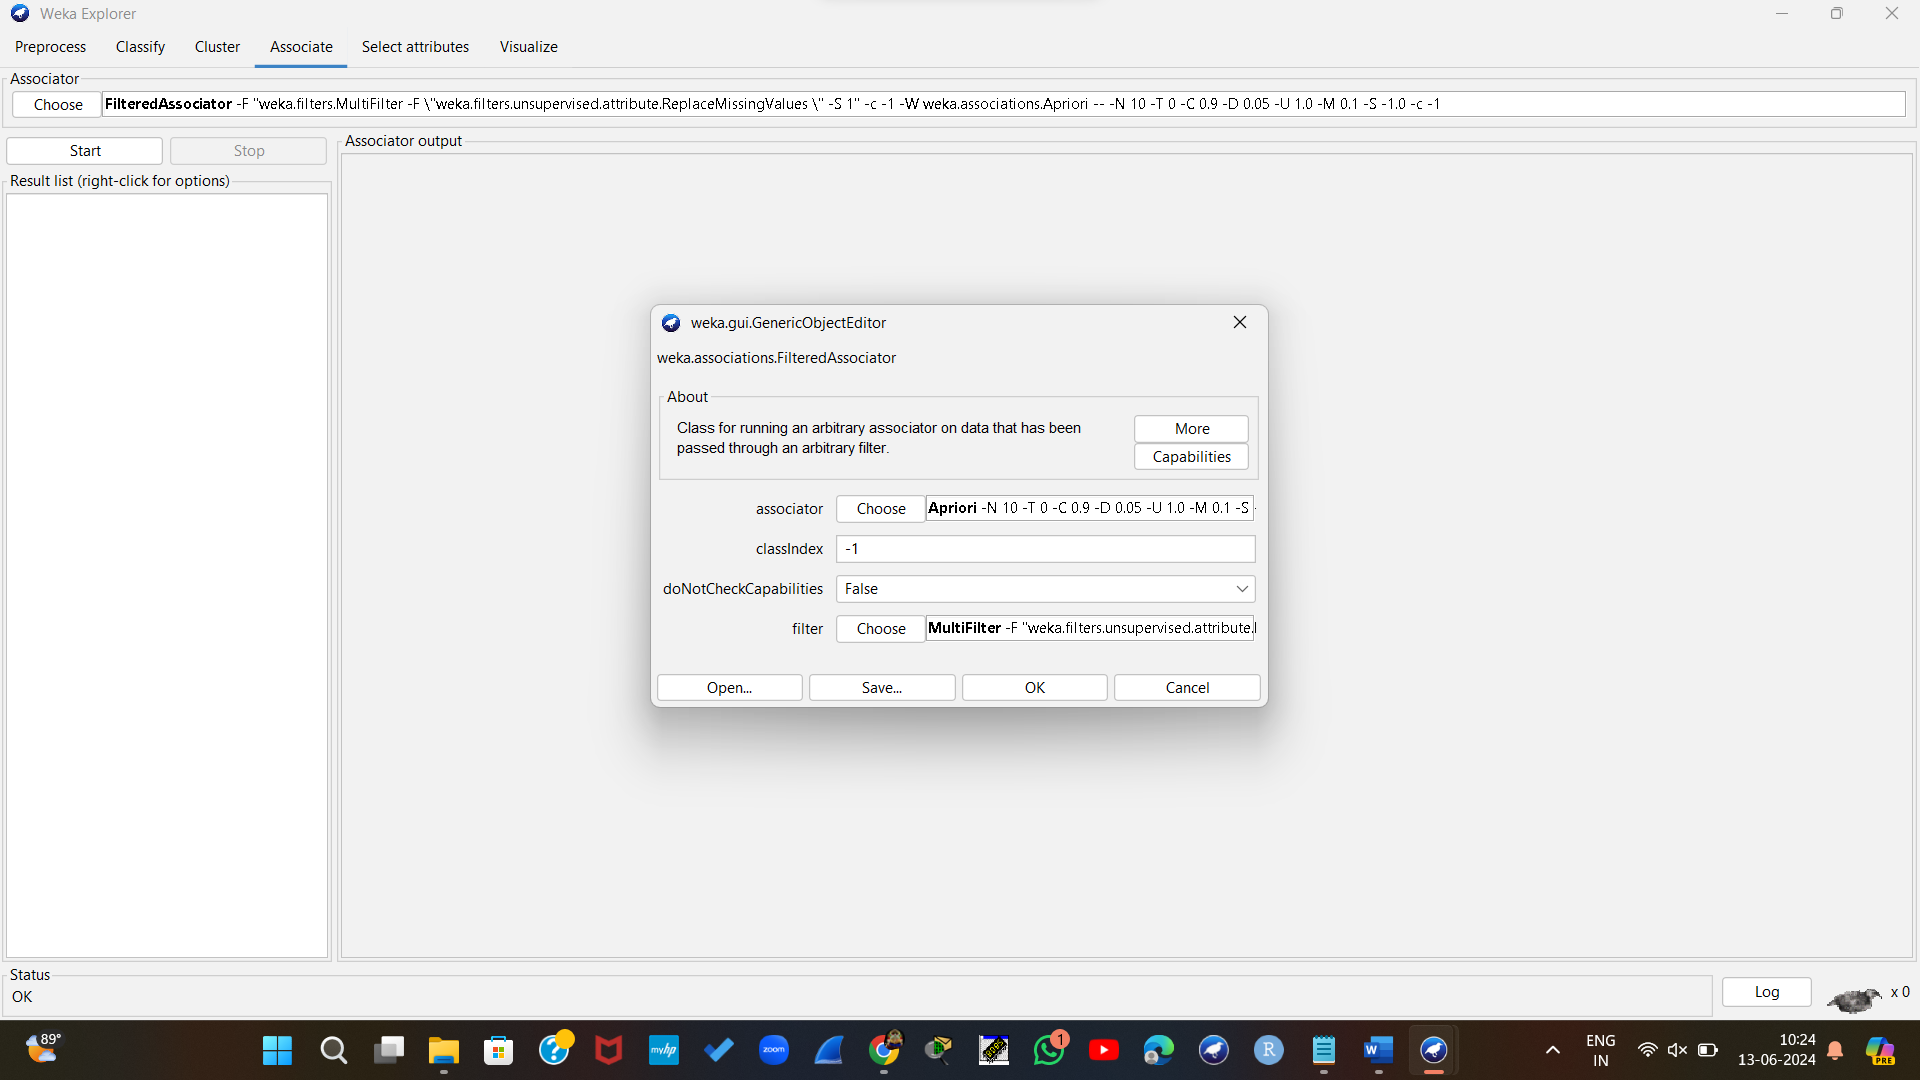 Weka Explorer
Preprocess Classify Cluster Associate Select attributes Visualize
Associator
Choose FilteredAssociator -F "weka.filters.MultiFilter -F \"weka.filters.unsupervised.attribute.ReplaceMissingValues \" -S 1" -c -1 -W weka.associations.Apriori -- -N 10 -T 0 -C 0.9 -D 0.05 -U 1.0 -M 0.1 -S -1.0 -c -1
Start Stop
Associator output
Result list (right-click for options)
weka.gui.GenericObjectEditor
weka.associations.FilteredAssociator
About
Class for running an arbitrary associator on data that has been
passed through an arbitrary filter.
More
Capabilities
associator Choose Apriori -N 10 -T 0 -C 0.9 -D 0.05 -U 1.0 -M 0.1 -S
classIndex -1
doNotCheckCapabilities False
filter Choose MultiFilter -F "weka.filters.unsupervised.attribute.
Open... Save... OK Cancel
Status
OK
Log
x 0
89°
myhp
zoom
1
R
W
ENG
IN
10:24
13-06-2024
PRE